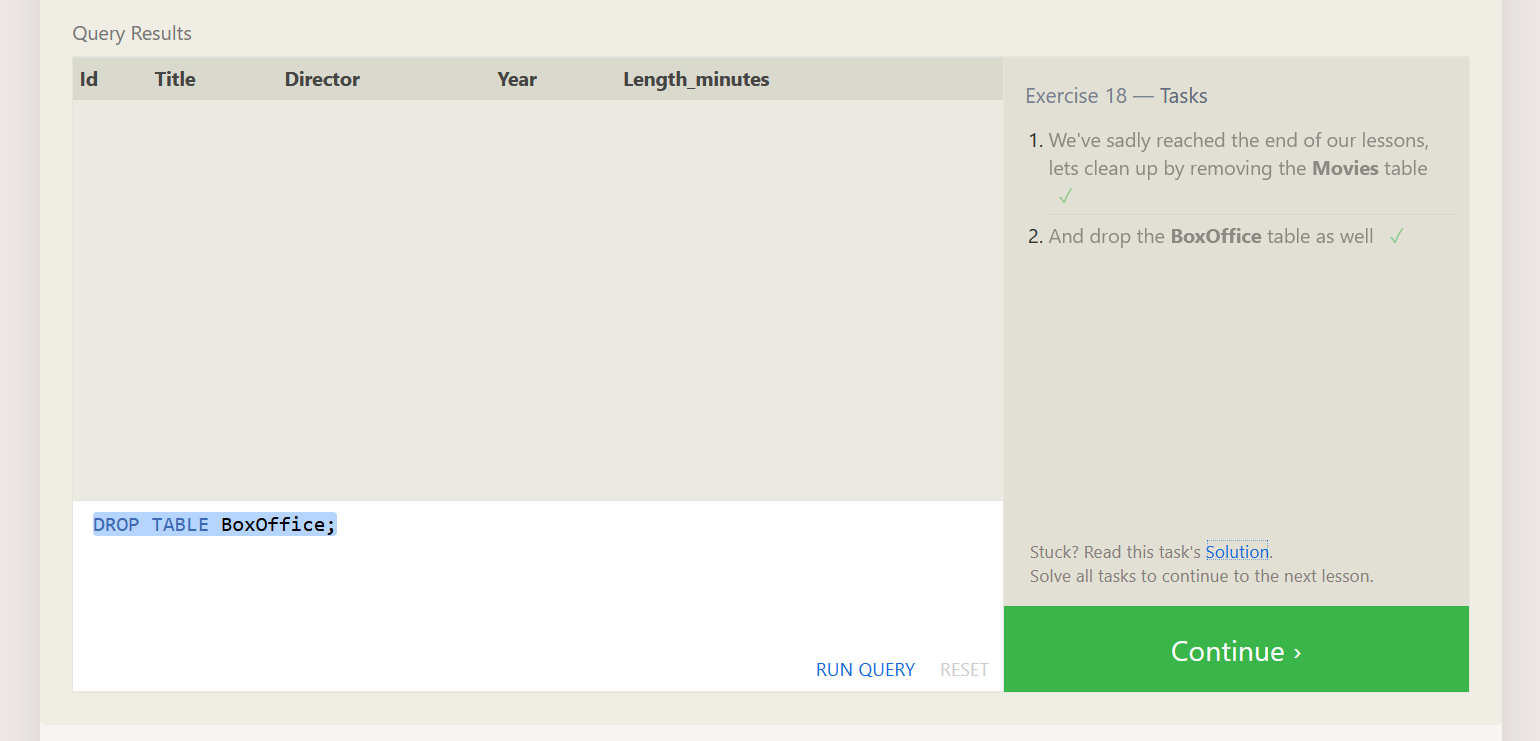 Query Results
Id Title Director Year Length_minutes
Exercise 18 — Tasks
1. We've sadly reached the end of our lessons,
lets clean up by removing the Movies table
✓
2. And drop the BoxOffice table as well ✓
DROP TABLE BoxOffice;
RUN QUERY RESET
Stuck? Read this task's Solution.
Solve all tasks to continue to the next lesson.
Continue ›